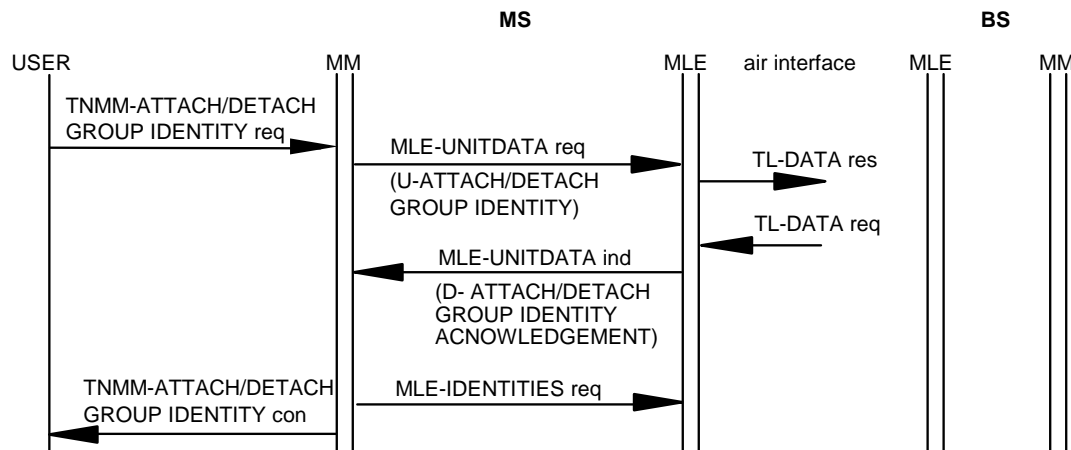 MS BS
USER MM MLE air interface MLE MM
TNMM-ATTACH/DETACH
GROUP IDENTITY req
MLE-UNITDATA req
(U-ATTACH/DETACH
GROUP IDENTITY)
TL-DATA res
TL-DATA req
MLE-UNITDATA ind
(D- ATTACH/DETACH
GROUP IDENTITY
ACNOWLEDGEMENT)
TNMM-ATTACH/DETACH
GROUP IDENTITY con
MLE-IDENTITIES req